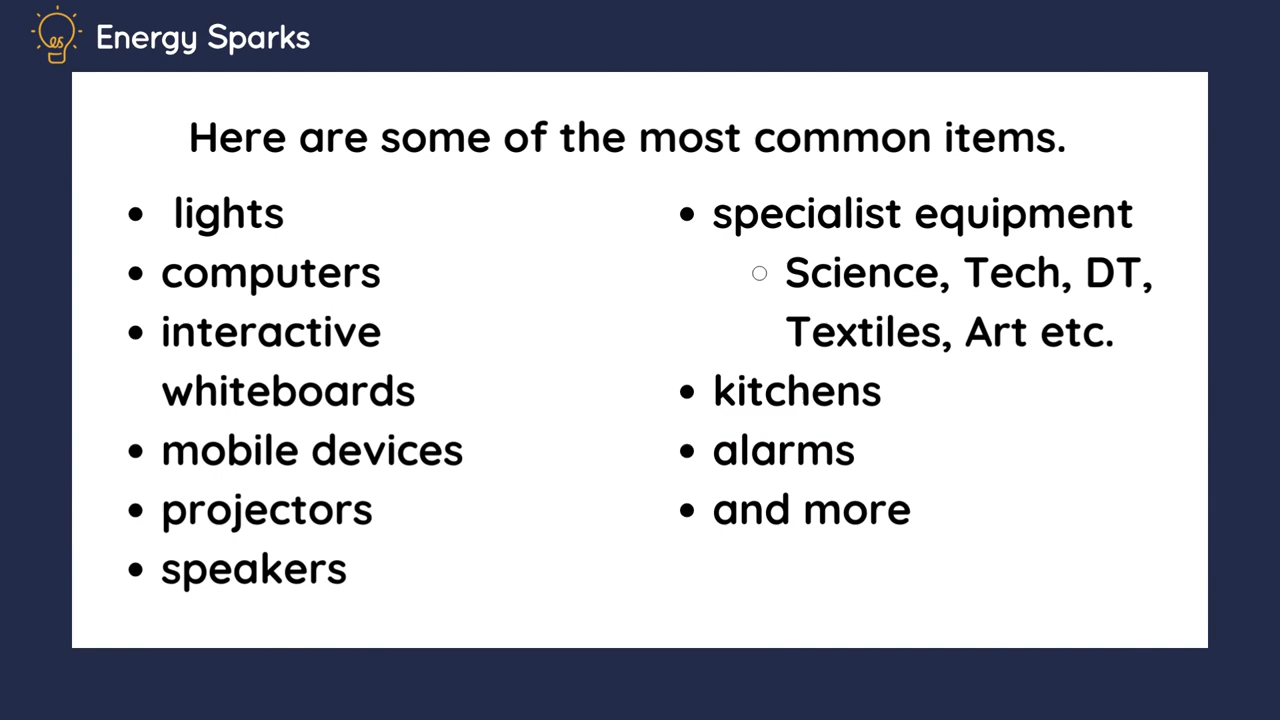 Energy Sparks
Here are some of the most common items.
• lights
• computers
• interactive
whiteboards
• mobile devices
• projectors
• speakers
• specialist equipment
○ Science, Tech, DT,
Textiles, Art etc.
• kitchens
• alarms
• and more